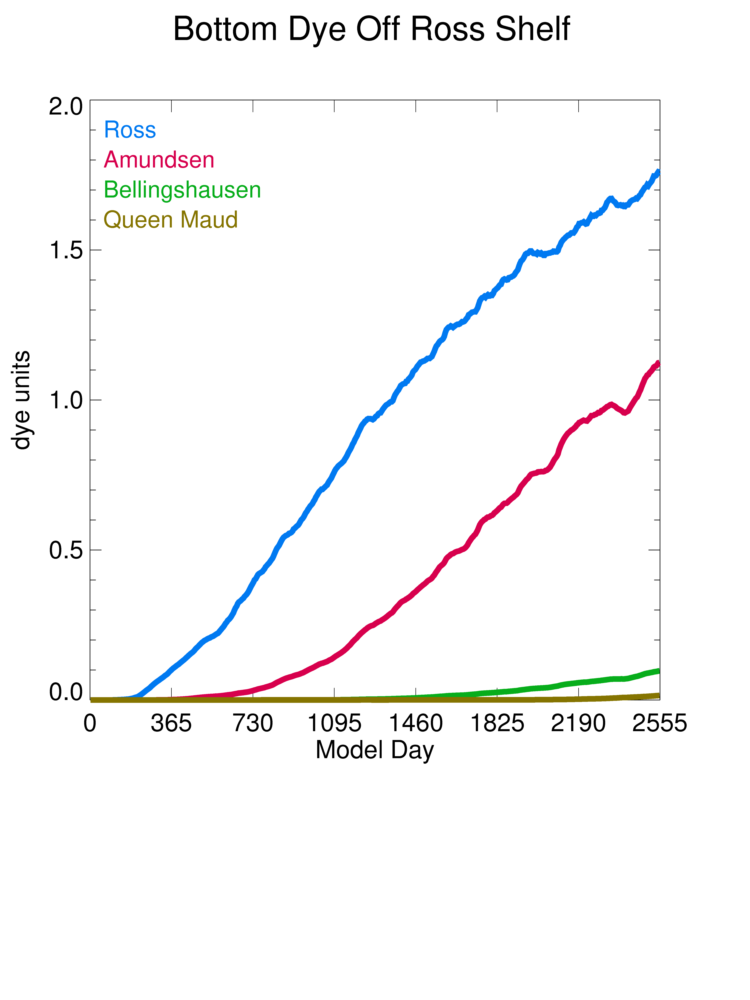 Bottom Dye Off Ross Shelf
2.0
Ross
Amundsen
Bellingshausen
Queen Maud
1.5
1.0
dye units
0.5
0.0
0 365 730 1095 1460 1825 2190 2555
Model Day